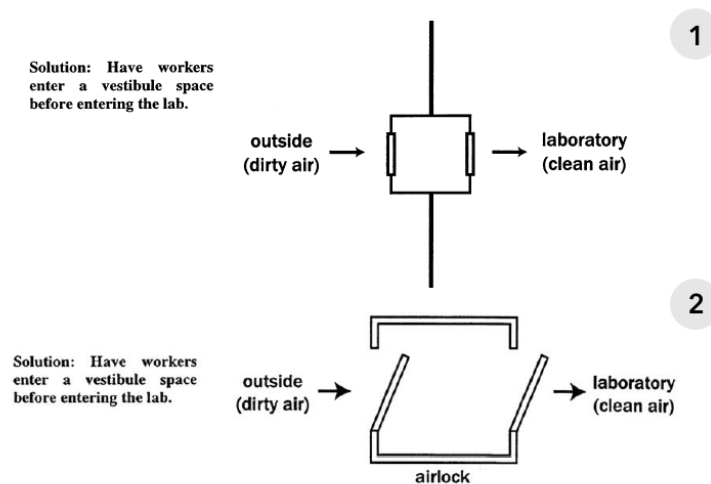 1
Solution: Have workers
enter a vestibule space
before entering the lab.
outside
(dirty air)
laboratory
(clean air)
2
Solution: Have workers
enter a vestibule space
before entering the lab.
outside
(dirty air)
laboratory
(clean air)
airlock